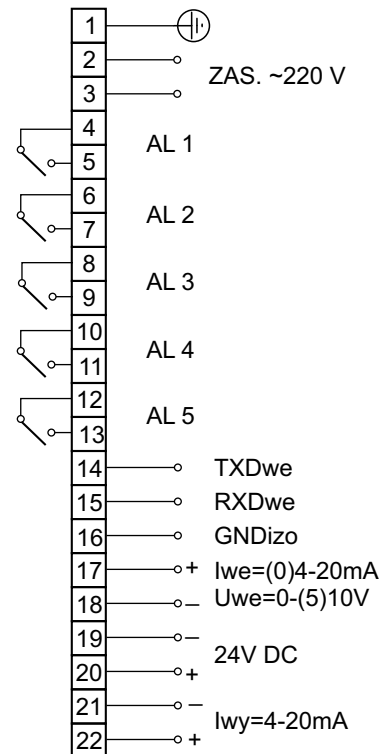 1
2
3
ZAS. ~220 V
4
5
AL 1
6
7
AL 2
8
9
AL 3
10
11
AL 4
12
13
AL 5
14 TXDwe
15 RXDwe
16 GNDizo
17 + Iwe=(0)4-20mA
18 – Uwe=0-(5)10V
19 –
20 +
24V DC
21 –
22 +
Iwy=4-20mA